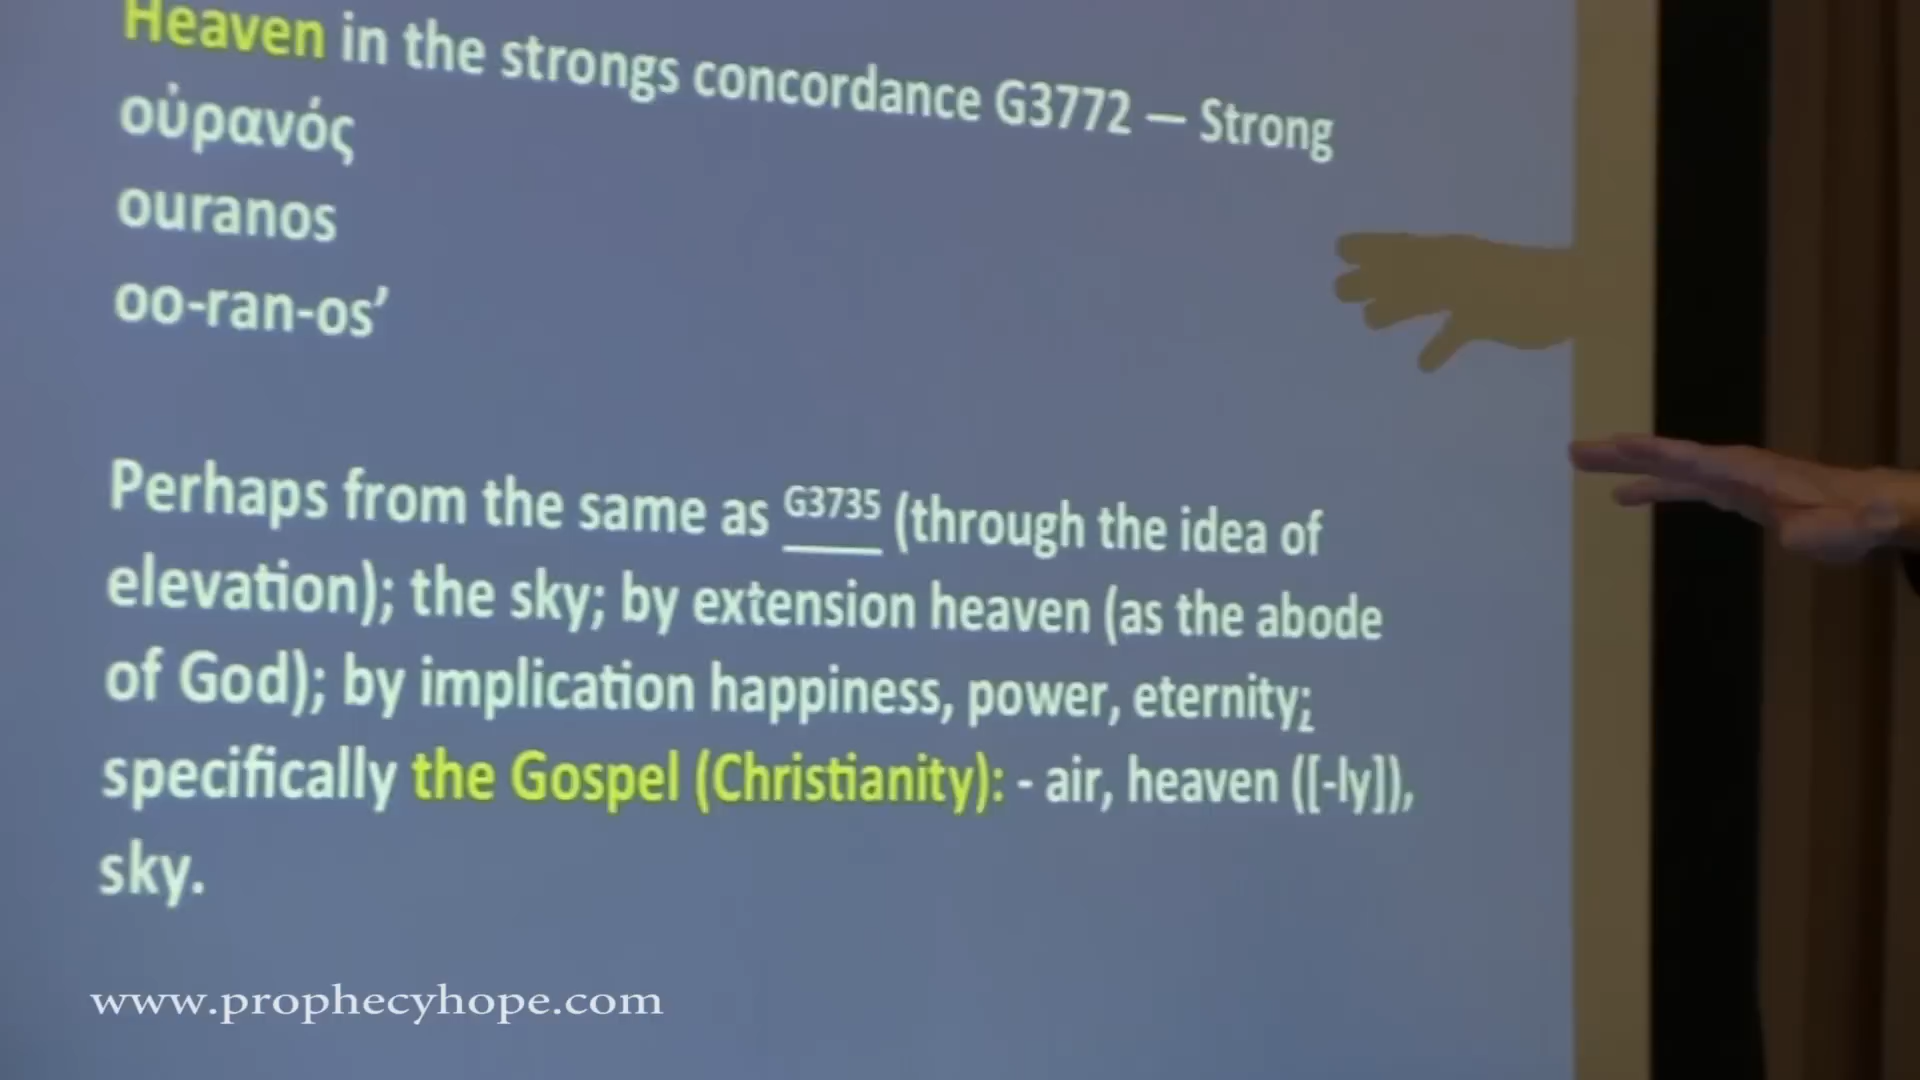 Heaven in the strongs concordance G3772 — Strong
οὐρανός
ouranos
oo-ran-os’
Perhaps from the same as G3735 (through the idea of
elevation); the sky; by extension heaven (as the abode
of God); by implication happiness, power, eternity;
specifically the Gospel (Christianity): - air, heaven ([-ly]),
sky.
www.prophecyhope.com